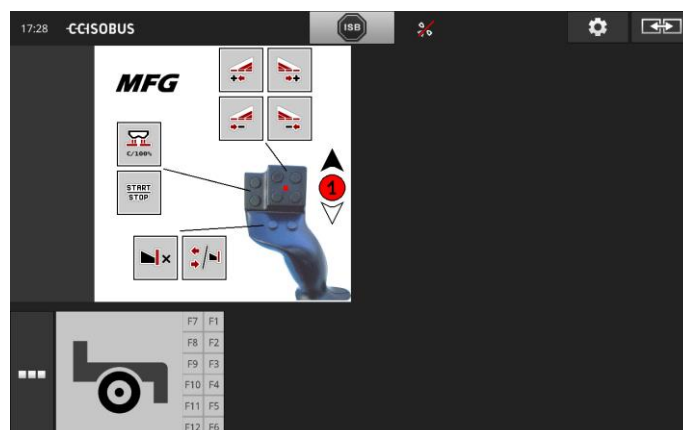 17:28 CCISOBUS ISB
MFG
C/100%
START
STOP
1
F7 F1
F8 F2
F9 F3
F10 F4
F11 F5
F12 F6